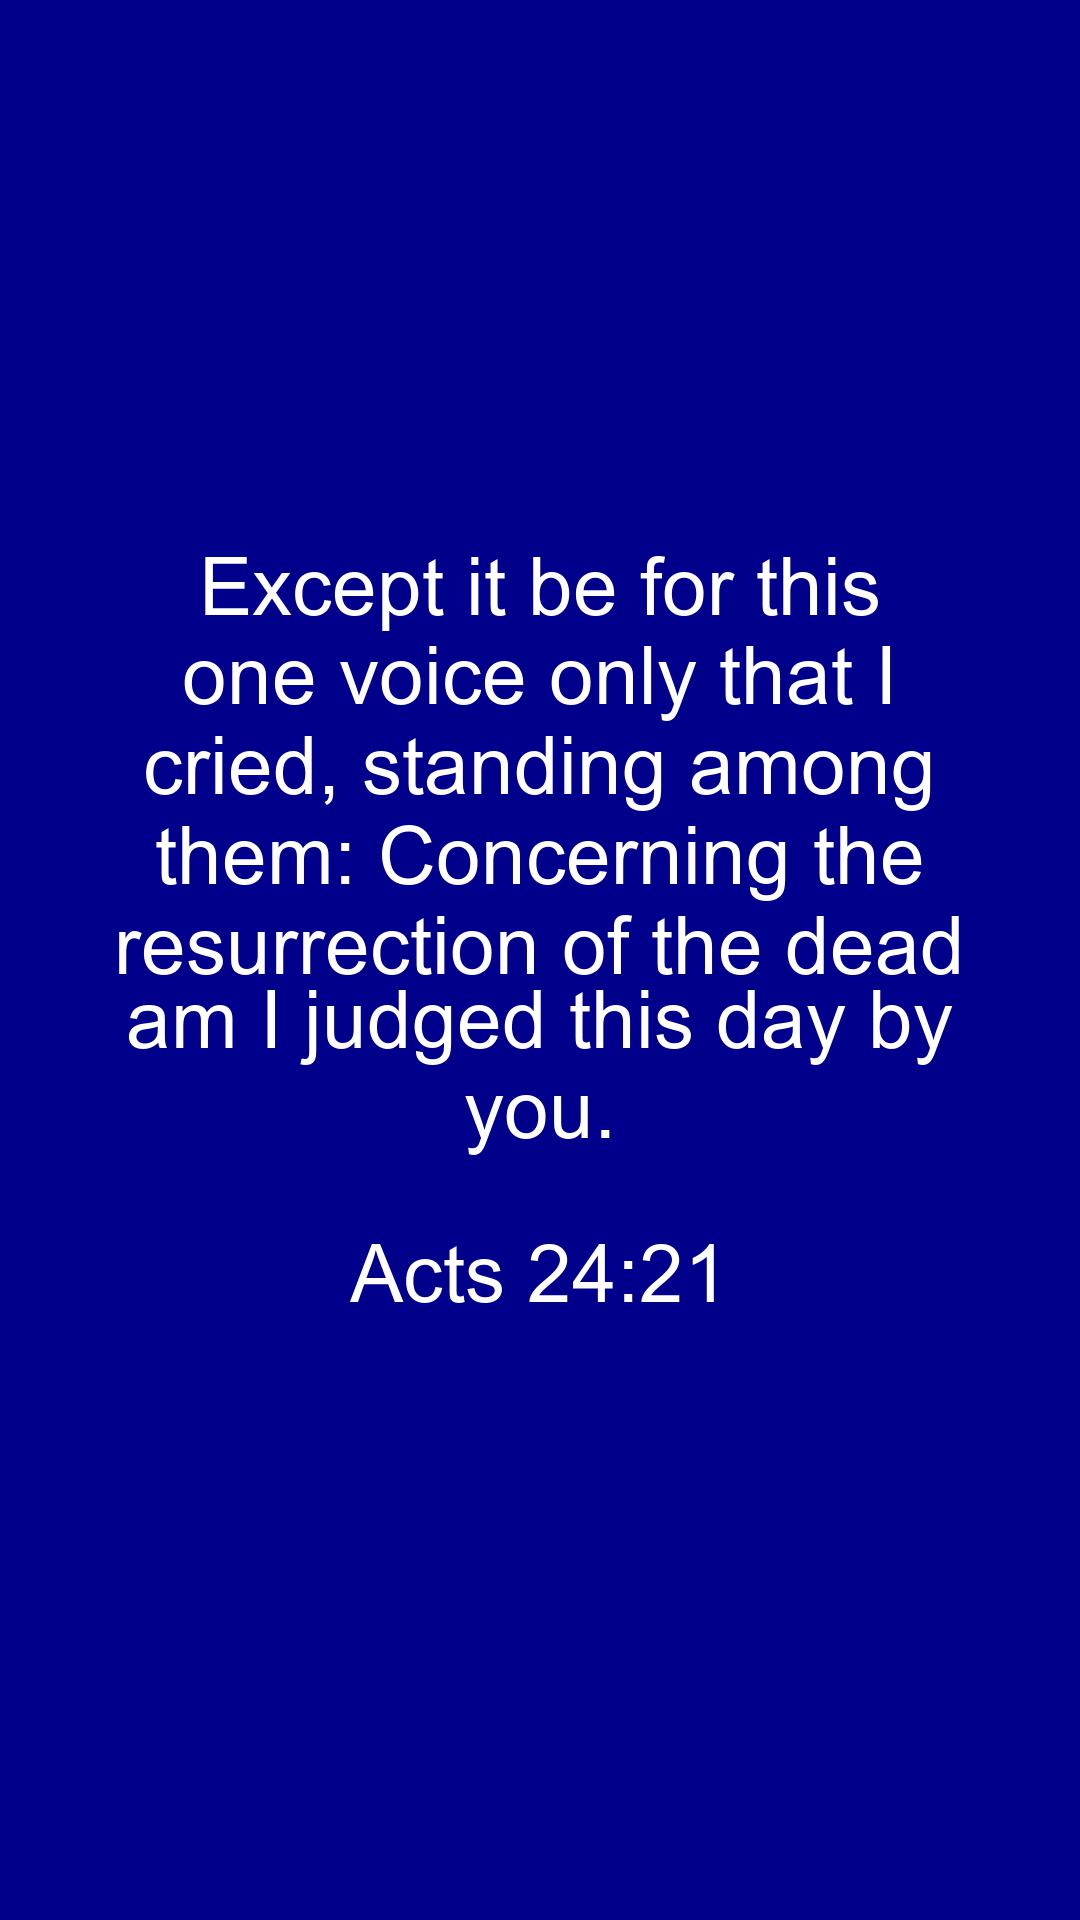 Except it be for this
one voice only that I
cried, standing among
them: Concerning the
resurrection of the dead
am I judged this day by
you.
Acts 24:21